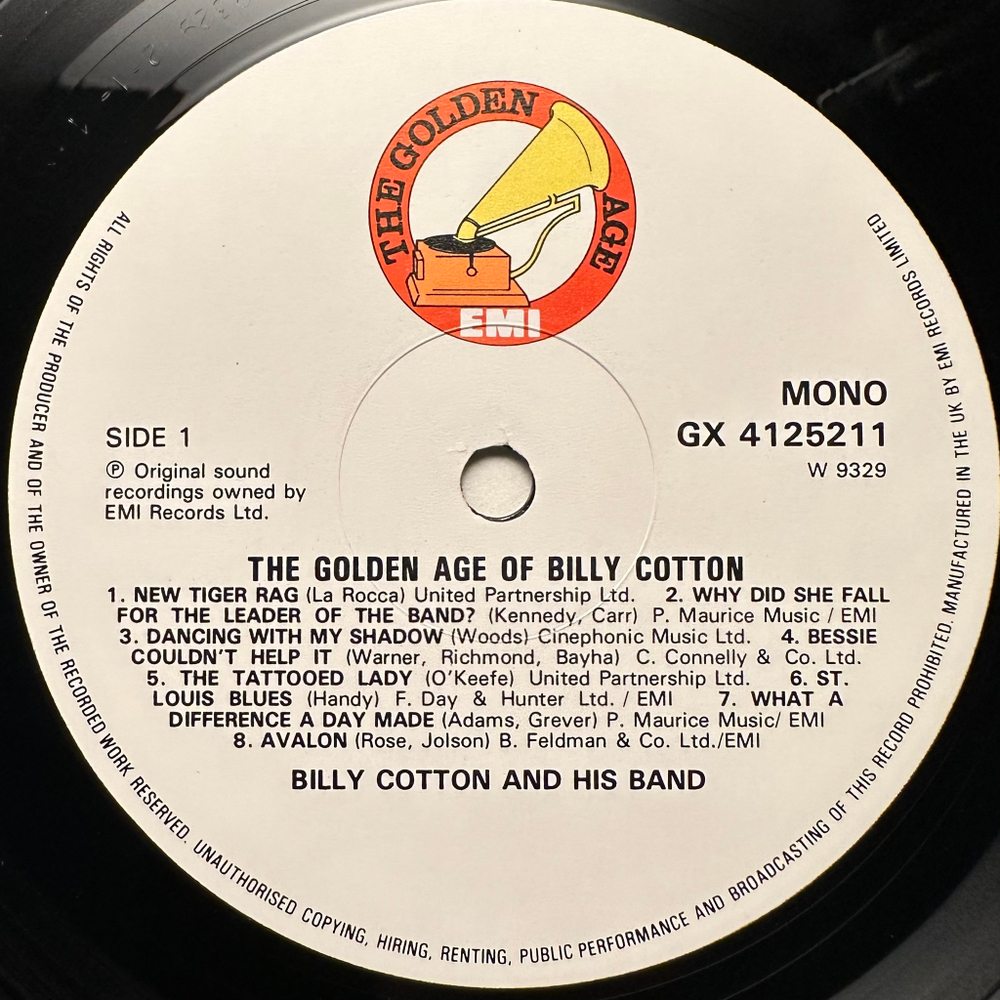 THE GOLDEN AGE
EMI
MONO
GX 4125211
W 9329
SIDE 1
Ⓟ Original sound
recordings owned by
EMI Records Ltd.
THE GOLDEN AGE OF BILLY COTTON
1. NEW TIGER RAG (La Rocca) United Partnership Ltd. 2. WHY DID SHE FALL
FOR THE LEADER OF THE BAND? (Kennedy, Carr) P. Maurice Music / EMI
3. DANCING WITH MY SHADOW (Woods) Cinephonic Music Ltd. 4. BESSIE
COULDN'T HELP IT (Warner, Richmond, Bayha) C. Connelly & Co. Ltd.
5. THE TATTOOED LADY (O'Keefe) United Partnership Ltd. 6. ST.
LOUIS BLUES (Handy) F. Day & Hunter Ltd. / EMI 7. WHAT A
DIFFERENCE A DAY MADE (Adams, Grever) P. Maurice Music/ EMI
8. AVALON (Rose, Jolson) B. Feldman & Co. Ltd./EMI
BILLY COTTON AND HIS BAND
ALL RIGHTS OF THE PRODUCER AND OF THE OWNER OF THE RECORDED WORK RESERVED. UNAUTHORISED COPYING, HIRING, RENTING, PUBLIC PERFORMANCE AND BROADCASTING OF THIS RECORD PROHIBITED. MANUFACTURED IN THE UK BY EMI RECORDS LIMITED